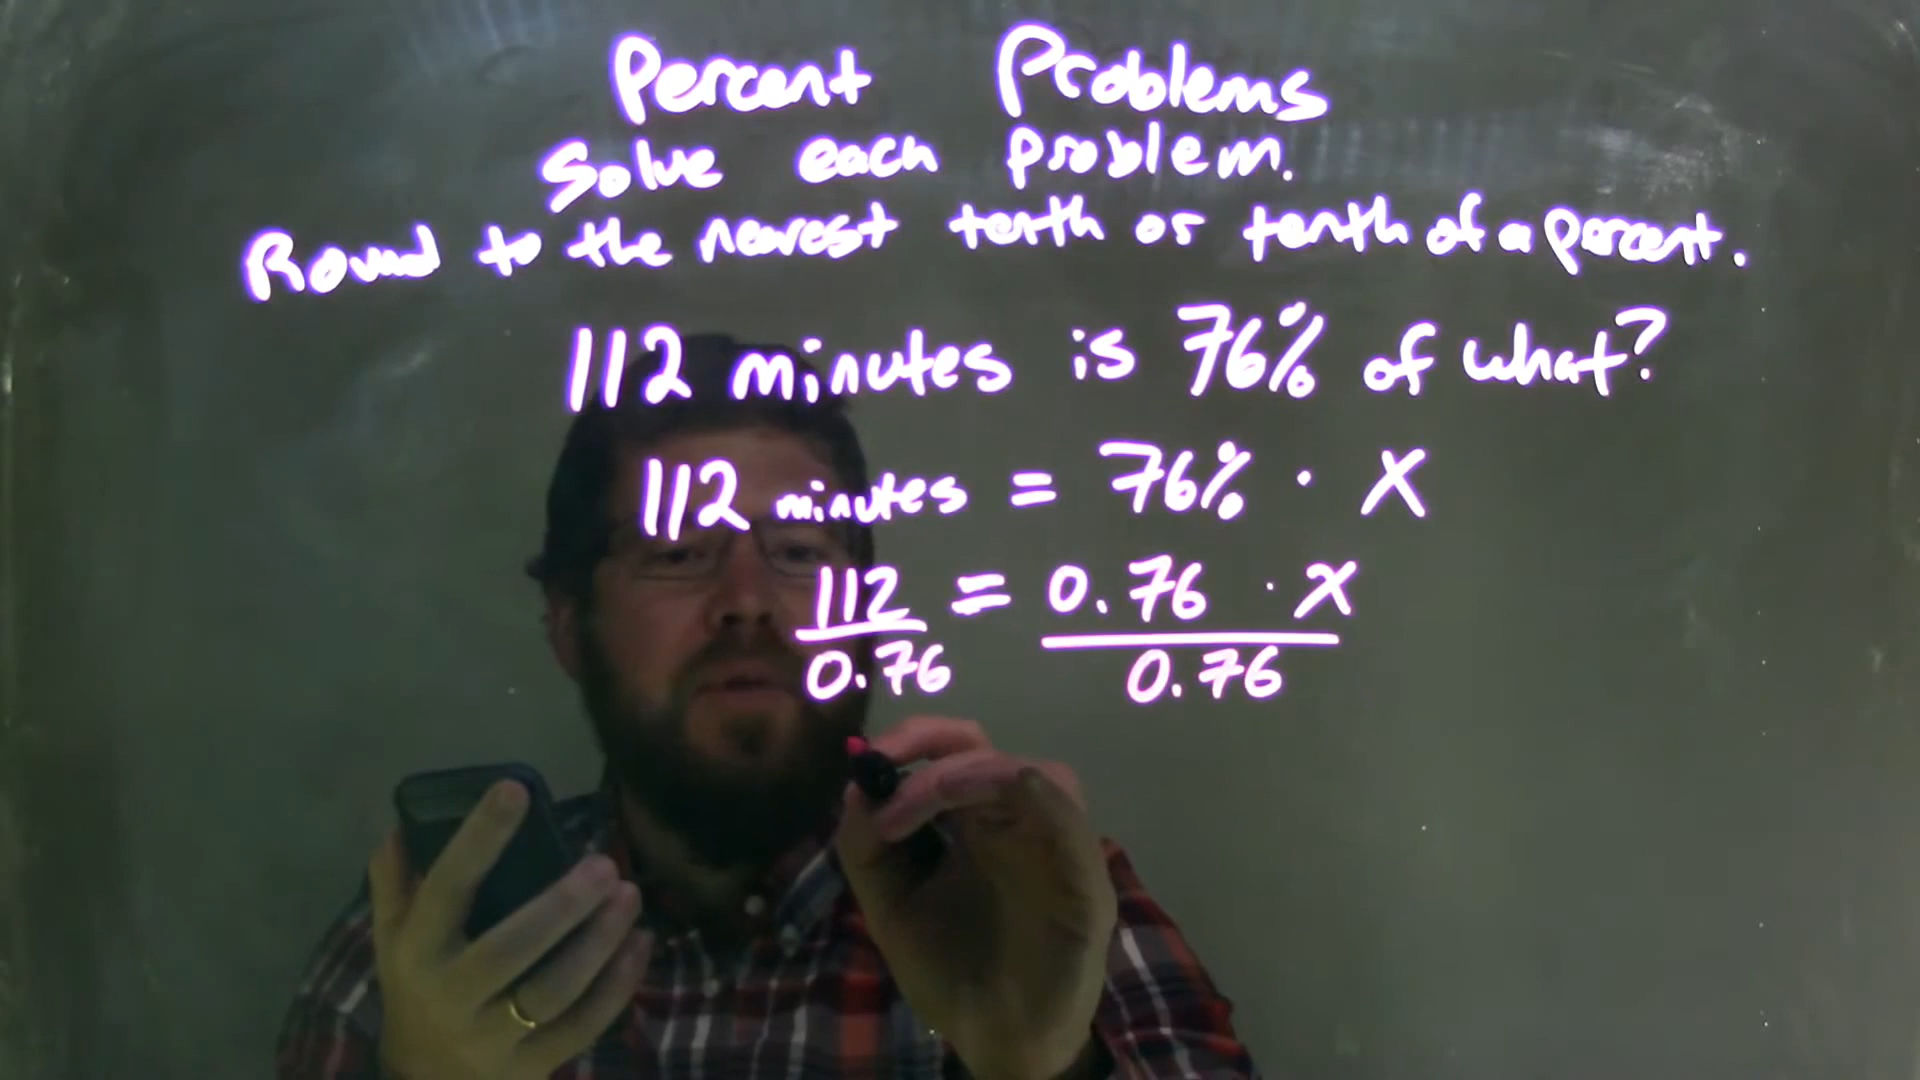 Percent Problems
Solve each problem.
Round to the nearest tenth or tenth of a percent.
112 minutes is 76% of what?
112 minutes = 76% · X
112 = 0.76 · X
0.76 0.76